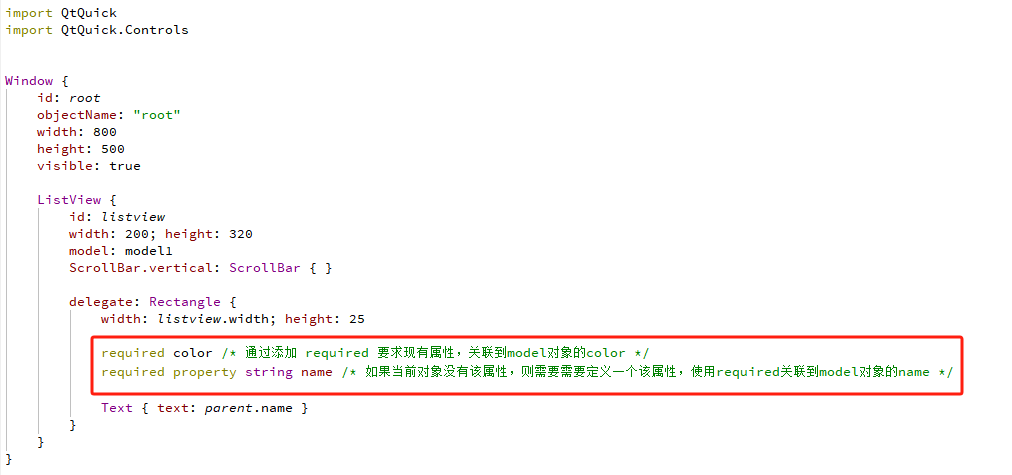 import QtQuick
import QtQuick.Controls
Window {
id: root
objectName: "root"
width: 800
height: 500
visible: true
ListView {
id: listview
width: 200; height: 320
model: model1
ScrollBar.vertical: ScrollBar { }
delegate: Rectangle {
width: listview.width; height: 25
required color /* 通过添加 required 要求现有属性，关联到model对象的color */
required property string name /* 如果当前对象没有该属性，则需要需要定义一个该属性，使用required关联到model对象的name */
Text { text: parent.name }
}
}
}